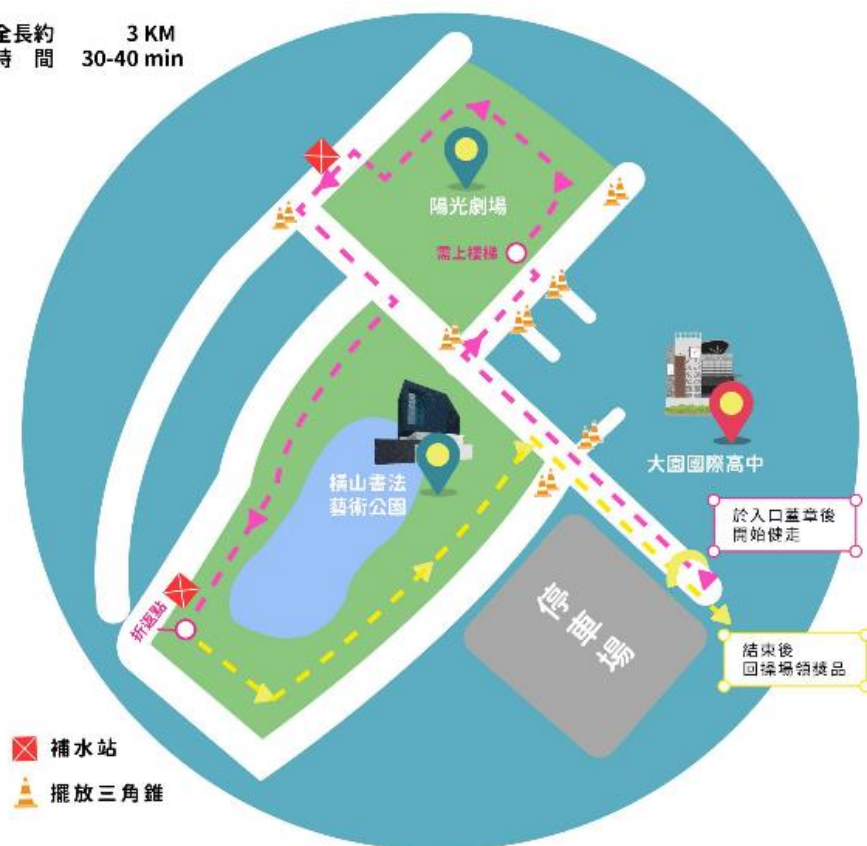 全長約 3 KM
時間 30-40 min
陽光劇場
需上樓梯
大園國際高中
橫山書法
藝術公園
於入口蓋章後
開始健走
停車場
折返點
結束後
回操場領獎品
補水站
擺放三角錐